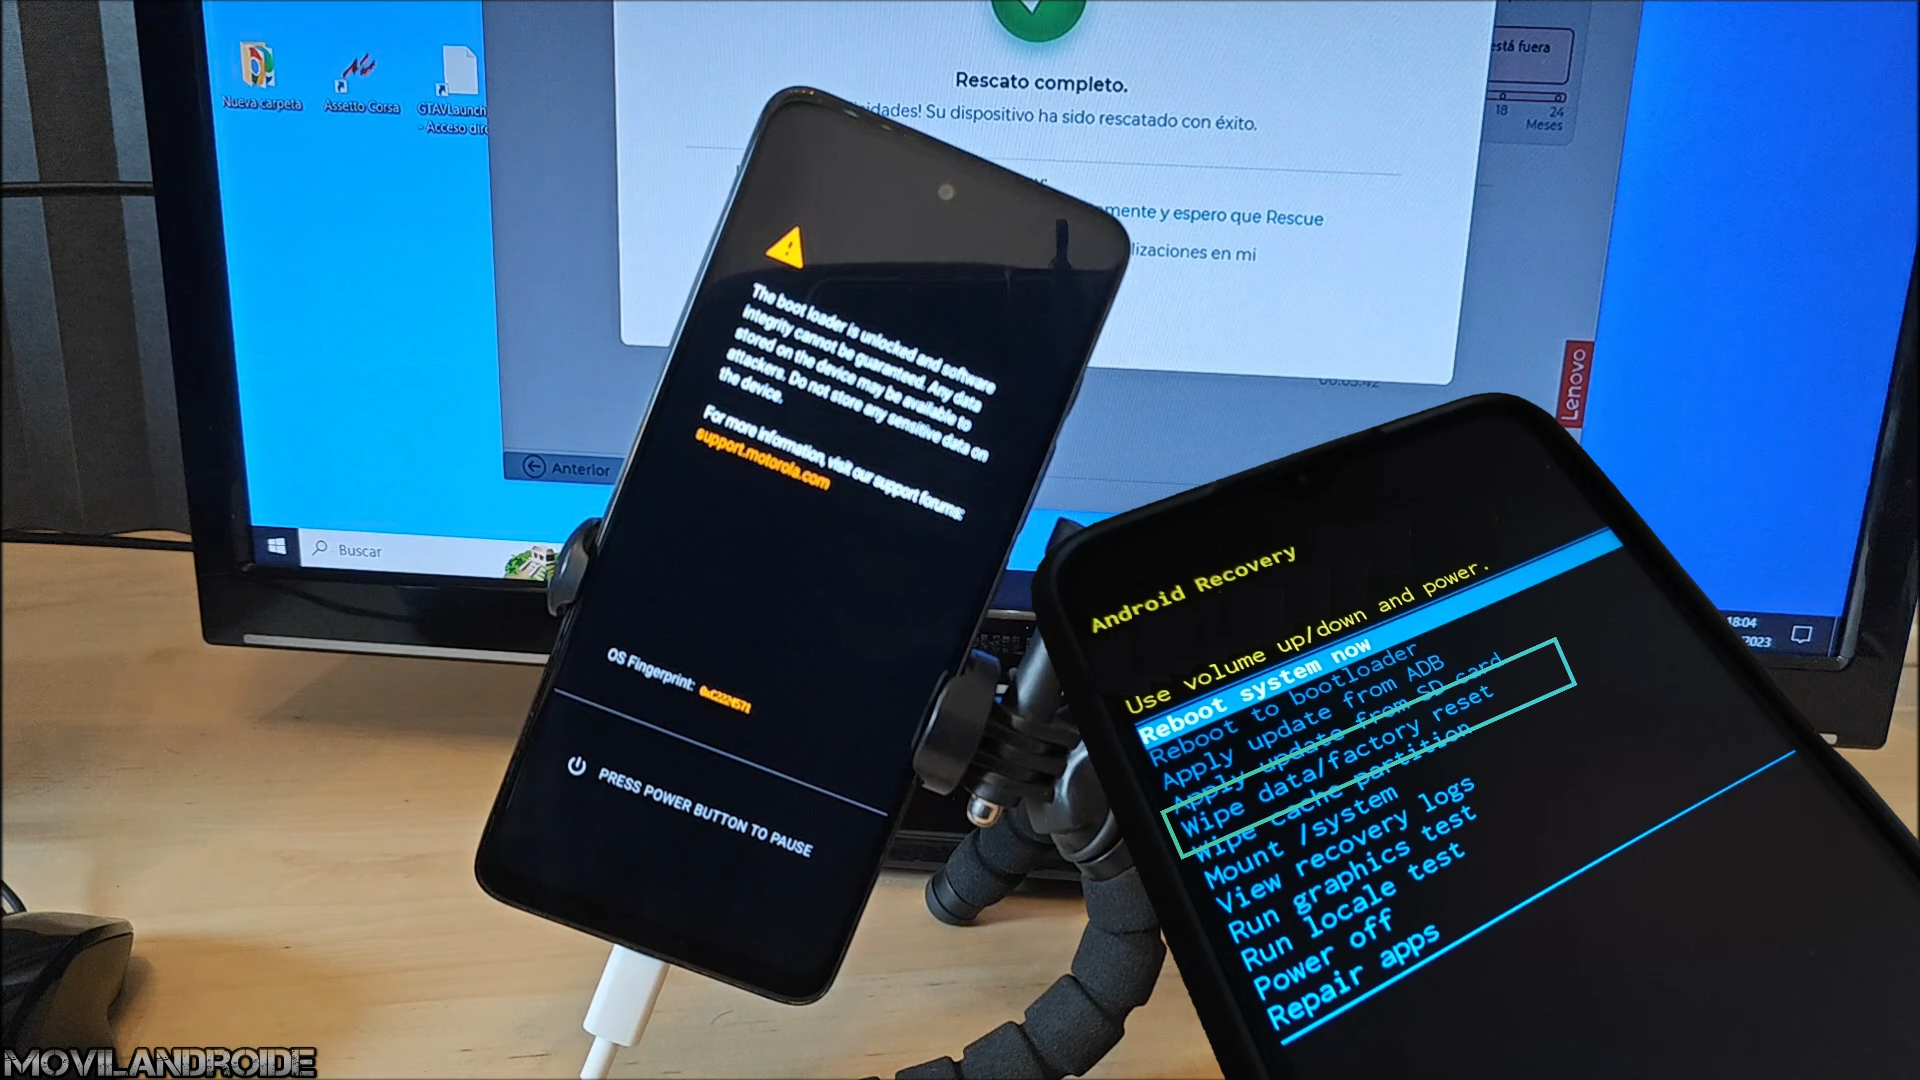 Nueva carpeta
Assetto Corsa
GTAVLaunch
- Acceso dire
Rescato completo.
Su dispositivo ha sido rescatado con éxito.
y espero que Rescue
en mi
está fuera
18
24
Meses
Lenovo
Anterior
Buscar
18:04
The boot loader is unlocked and software
integrity cannot be guaranteed. Any data
stored on the device may be available to
attackers. Do not store any sensitive data on
the device.
For more information, visit our support forums:
support.motorola.com
OS Fingerprint:
PRESS POWER BUTTON TO PAUSE
Android Recovery
Use volume up/down and power.
Reboot system now
Reboot to bootloader
Apply update from ADB
Apply update from SD card
Wipe data/factory reset
Wipe cache partition
Mount /system
View recovery logs
Run graphics test
Run locale test
Power off
Repair apps
MOVILANDROIDE